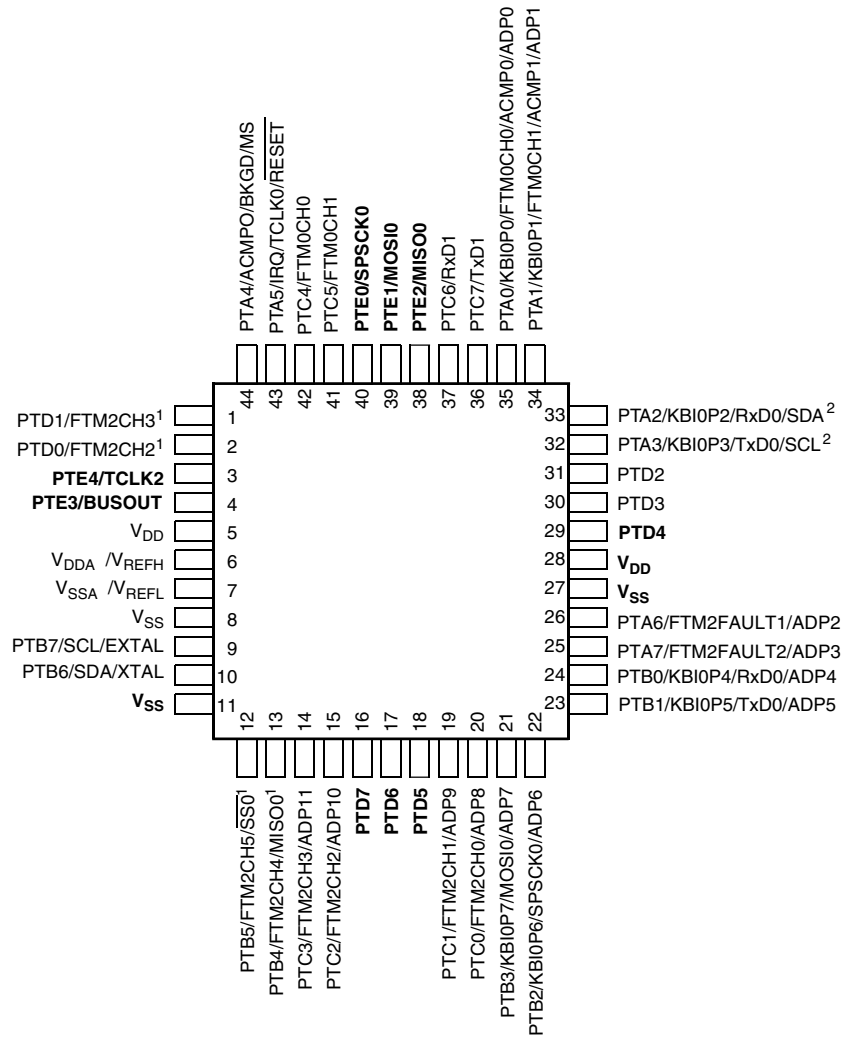 PTA4/ACMPO/BKGD/MS
PTA5/IRQ/TCLK0/RESET
PTC4/FTM0CH0
PTC5/FTM0CH1
PTE0/SPSCK0
PTE1/MOSI0
PTE2/MISO0
PTC6/RxD1
PTC7/TxD1
PTA0/KBI0P0/FTM0CH0/ACMP0/ADP0
PTA1/KBI0P1/FTM0CH1/ACMP1/ADP1
44
43
42
41
40
39
38
37
36
35
34
PTD1/FTM2CH3¹ 1
PTD0/FTM2CH2¹ 2
PTE4/TCLK2 3
PTE3/BUSOUT 4
VDD 5
VDDA /VREFH 6
VSSA /VREFL 7
VSS 8
PTB7/SCL/EXTAL 9
PTB6/SDA/XTAL 10
VSS 11
33 PTA2/KBI0P2/RxD0/SDA²
32 PTA3/KBI0P3/TxD0/SCL²
31 PTD2
30 PTD3
29 PTD4
28 VDD
27 VSS
26 PTA6/FTM2FAULT1/ADP2
25 PTA7/FTM2FAULT2/ADP3
24 PTB0/KBI0P4/RxD0/ADP4
23 PTB1/KBI0P5/TxD0/ADP5
12
13
14
15
16
17
18
19
20
21
22
PTB5/FTM2CH5/SS0¹
PTB4/FTM2CH4/MISO0¹
PTC3/FTM2CH3/ADP11
PTC2/FTM2CH2/ADP10
PTD7
PTD6
PTD5
PTC1/FTM2CH1/ADP9
PTC0/FTM2CH0/ADP8
PTB3/KBI0P7/MOSI0/ADP7
PTB2/KBI0P6/SPSCK0/ADP6